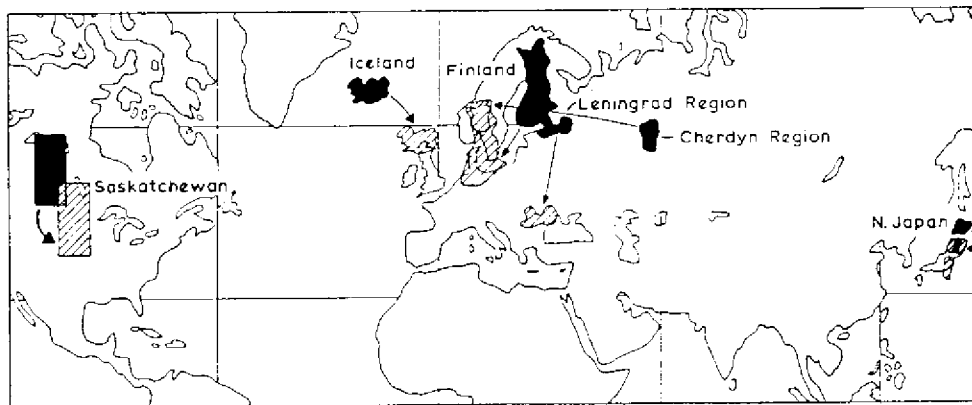 Iceland
Finland
Leningrad Region
Cherdyn Region
Saskatchewan
N. Japan